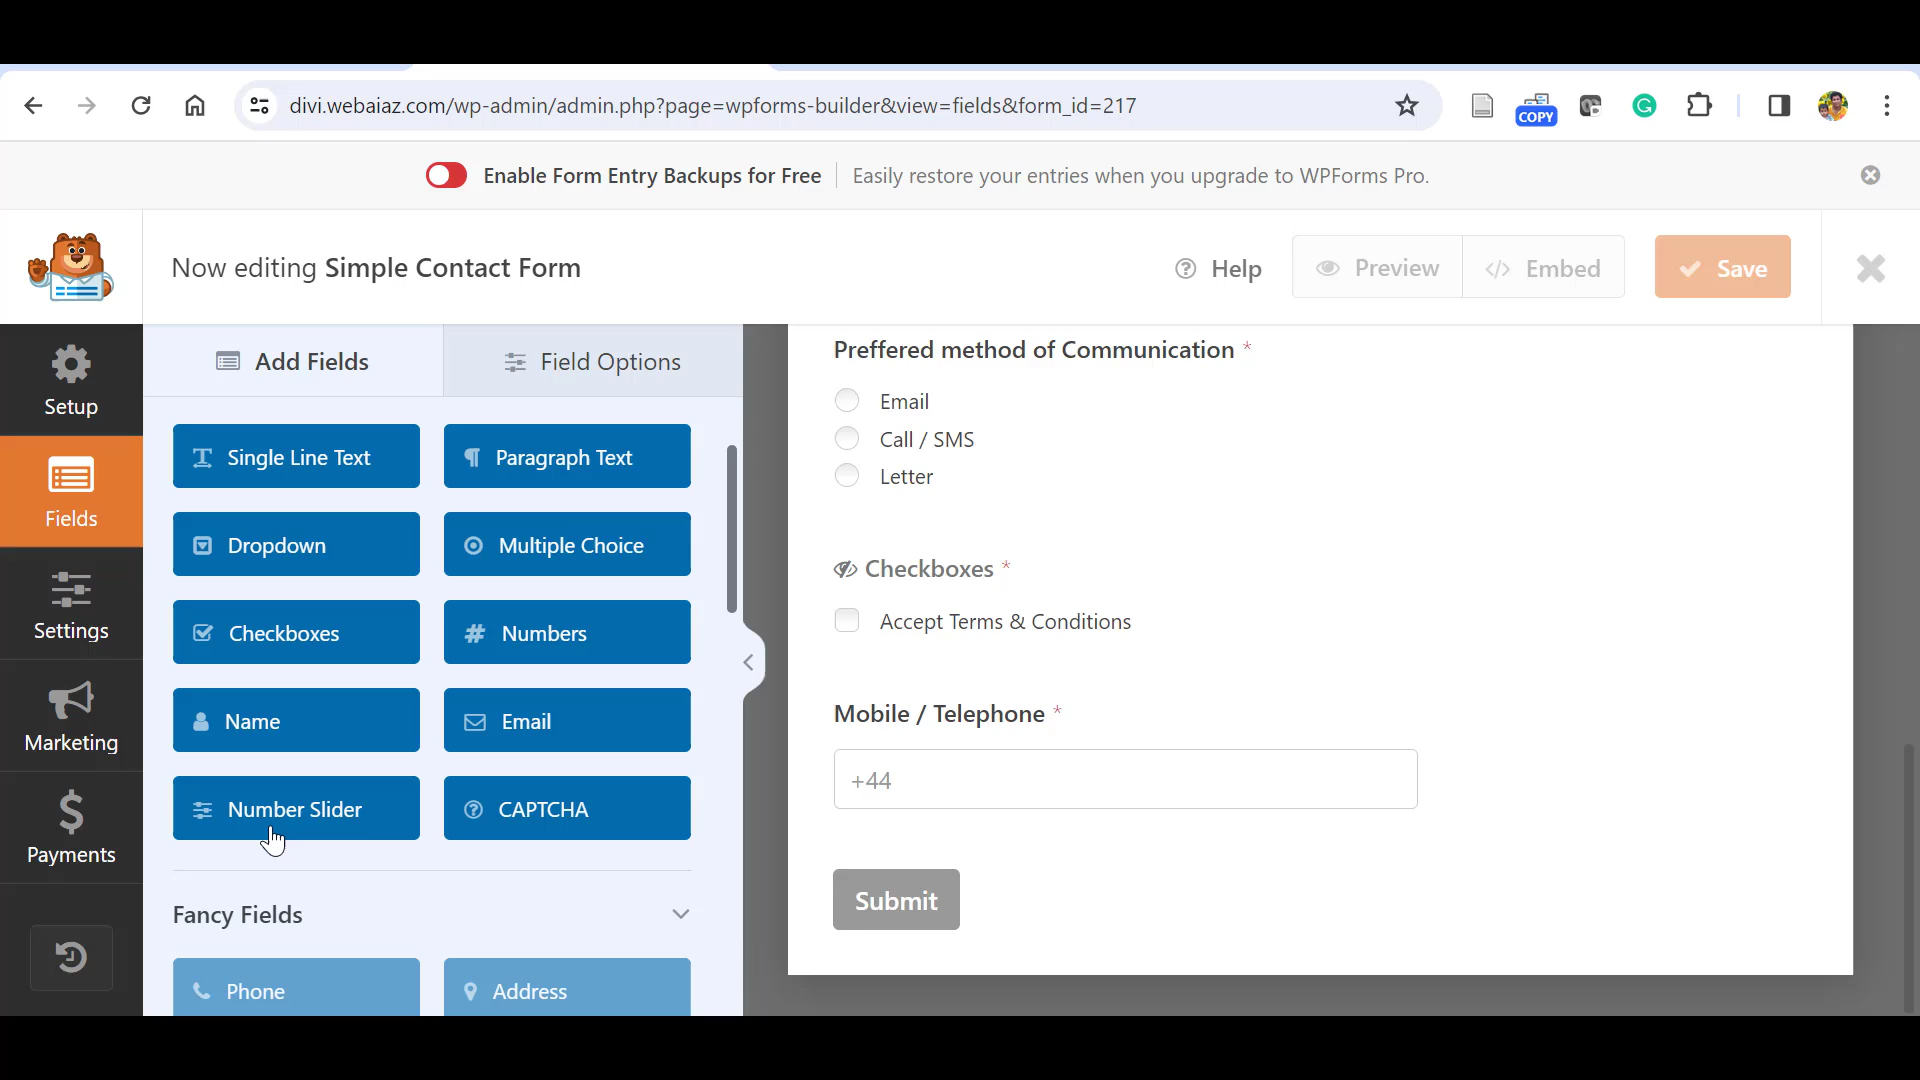 divi.webaiaz.com/wp-admin/admin.php?page=wpforms-builder&view=fields&form_id=217
COPY
Enable Form Entry Backups for Free
Easily restore your entries when you upgrade to WPForms Pro.
Now editing Simple Contact Form
Help
Preview
Embed
Save
Setup
Fields
Settings
Marketing
Payments
Add Fields
Field Options
Single Line Text
Paragraph Text
Dropdown
Multiple Choice
Checkboxes
Numbers
Name
Email
Number Slider
CAPTCHA
Fancy Fields
Phone
Address
Preffered method of Communication *
Email
Call / SMS
Letter
Checkboxes *
Accept Terms & Conditions
Mobile / Telephone *
+44
Submit